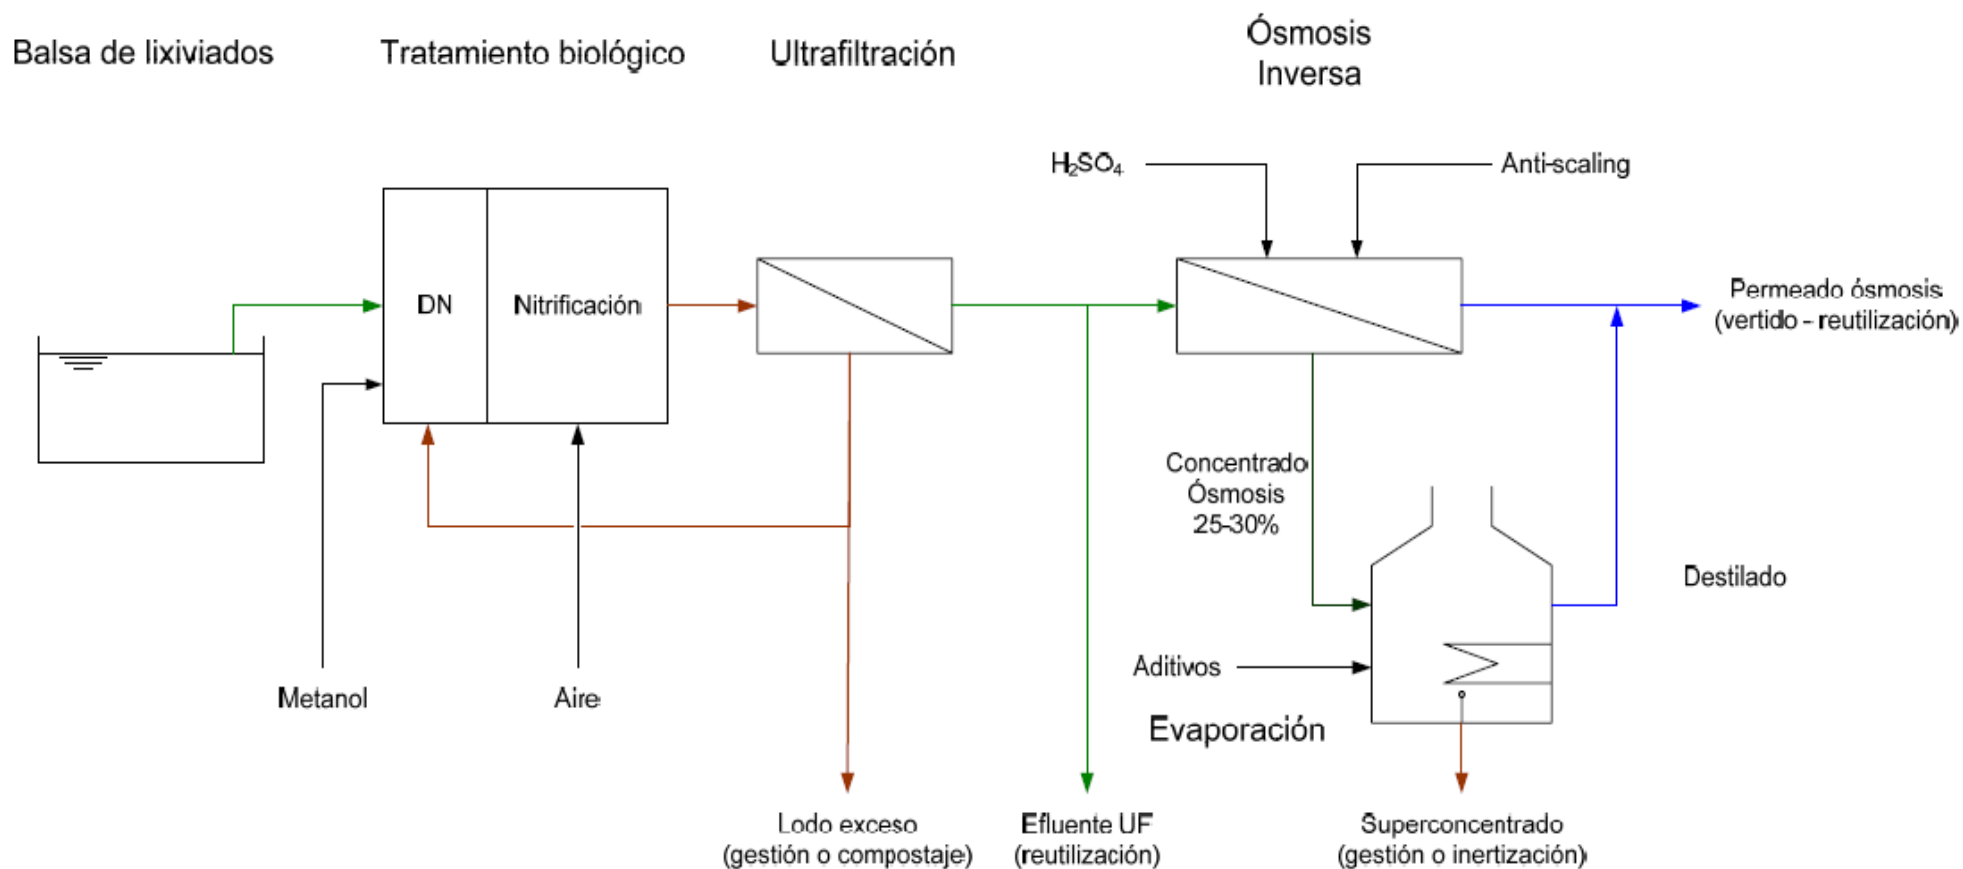 Balsa de lixiviados
Tratamiento biológico
Ultrafiltración
Ósmosis
Inversa
H₂SO₄
Anti-scaling
DN
Nitrificación
Permeado ósmosis
(vertido - reutilización)
Concentrado
Ósmosis
25-30%
Destilado
Aditivos
Metanol
Aire
Evaporación
Lodo exceso
(gestión o compostaje)
Efluente UF
(reutilización)
Superconcentrado
(gestión o inertización)